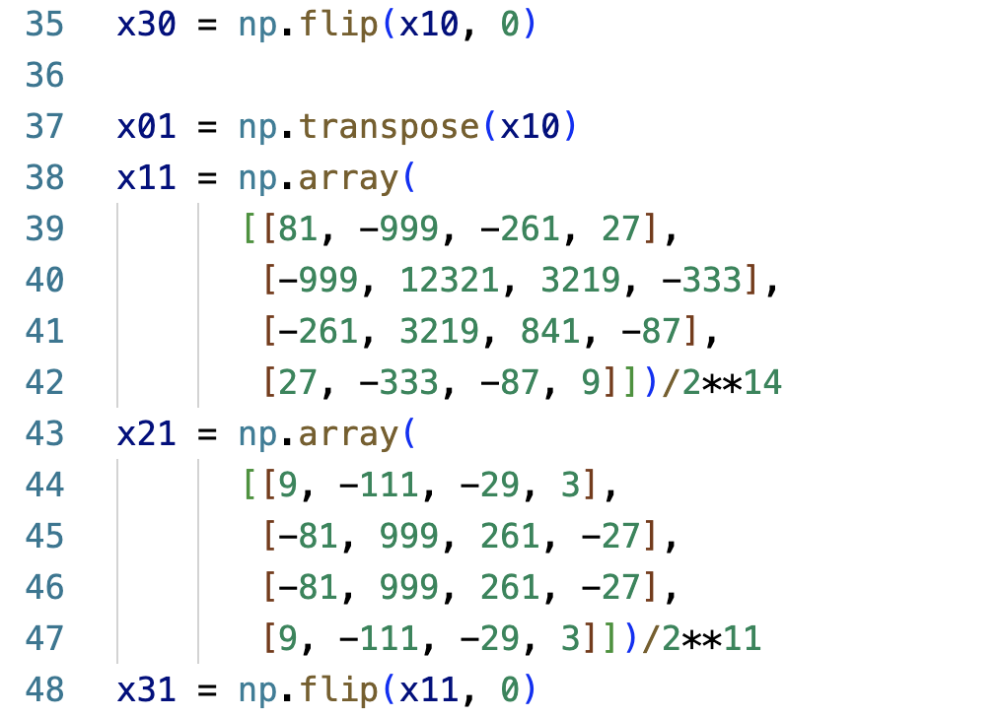 35 x30 = np.flip(x10, 0)
36
37 x01 = np.transpose(x10)
38 x11 = np.array(
39 [[81, -999, -261, 27],
40 [-999, 12321, 3219, -333],
41 [-261, 3219, 841, -87],
42 [27, -333, -87, 9]])/2**14
43 x21 = np.array(
44 [[9, -111, -29, 3],
45 [-81, 999, 261, -27],
46 [-81, 999, 261, -27],
47 [9, -111, -29, 3]])/2**11
48 x31 = np.flip(x11, 0)